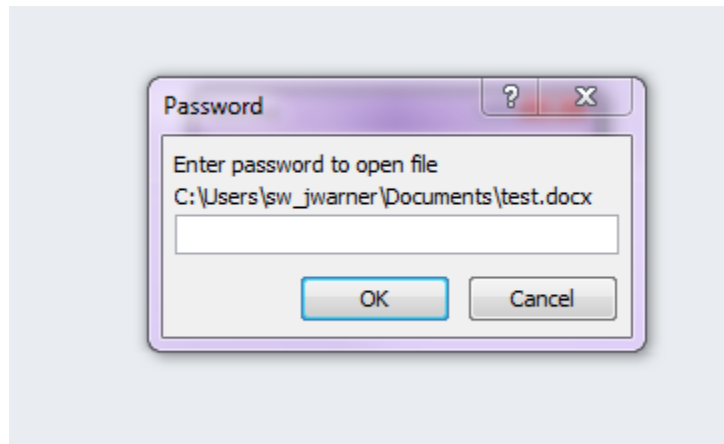 Password
Enter password to open file
C:\Users\sw_jwarner\Documents\test.docx
OK
Cancel